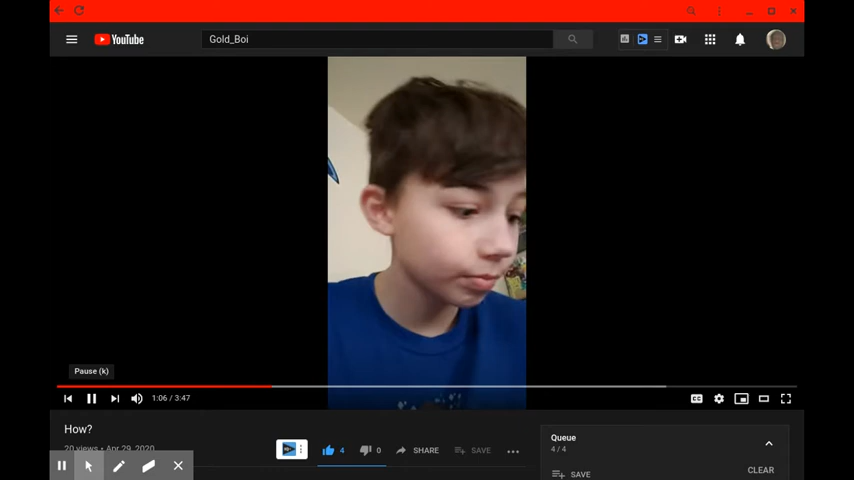 YouTube
Gold_Boi
Pause (k)
1:06 / 3:47
CC
How?
20 views • Apr 29, 2020
4
0
SHARE
SAVE
Queue
4 / 4
SAVE
CLEAR